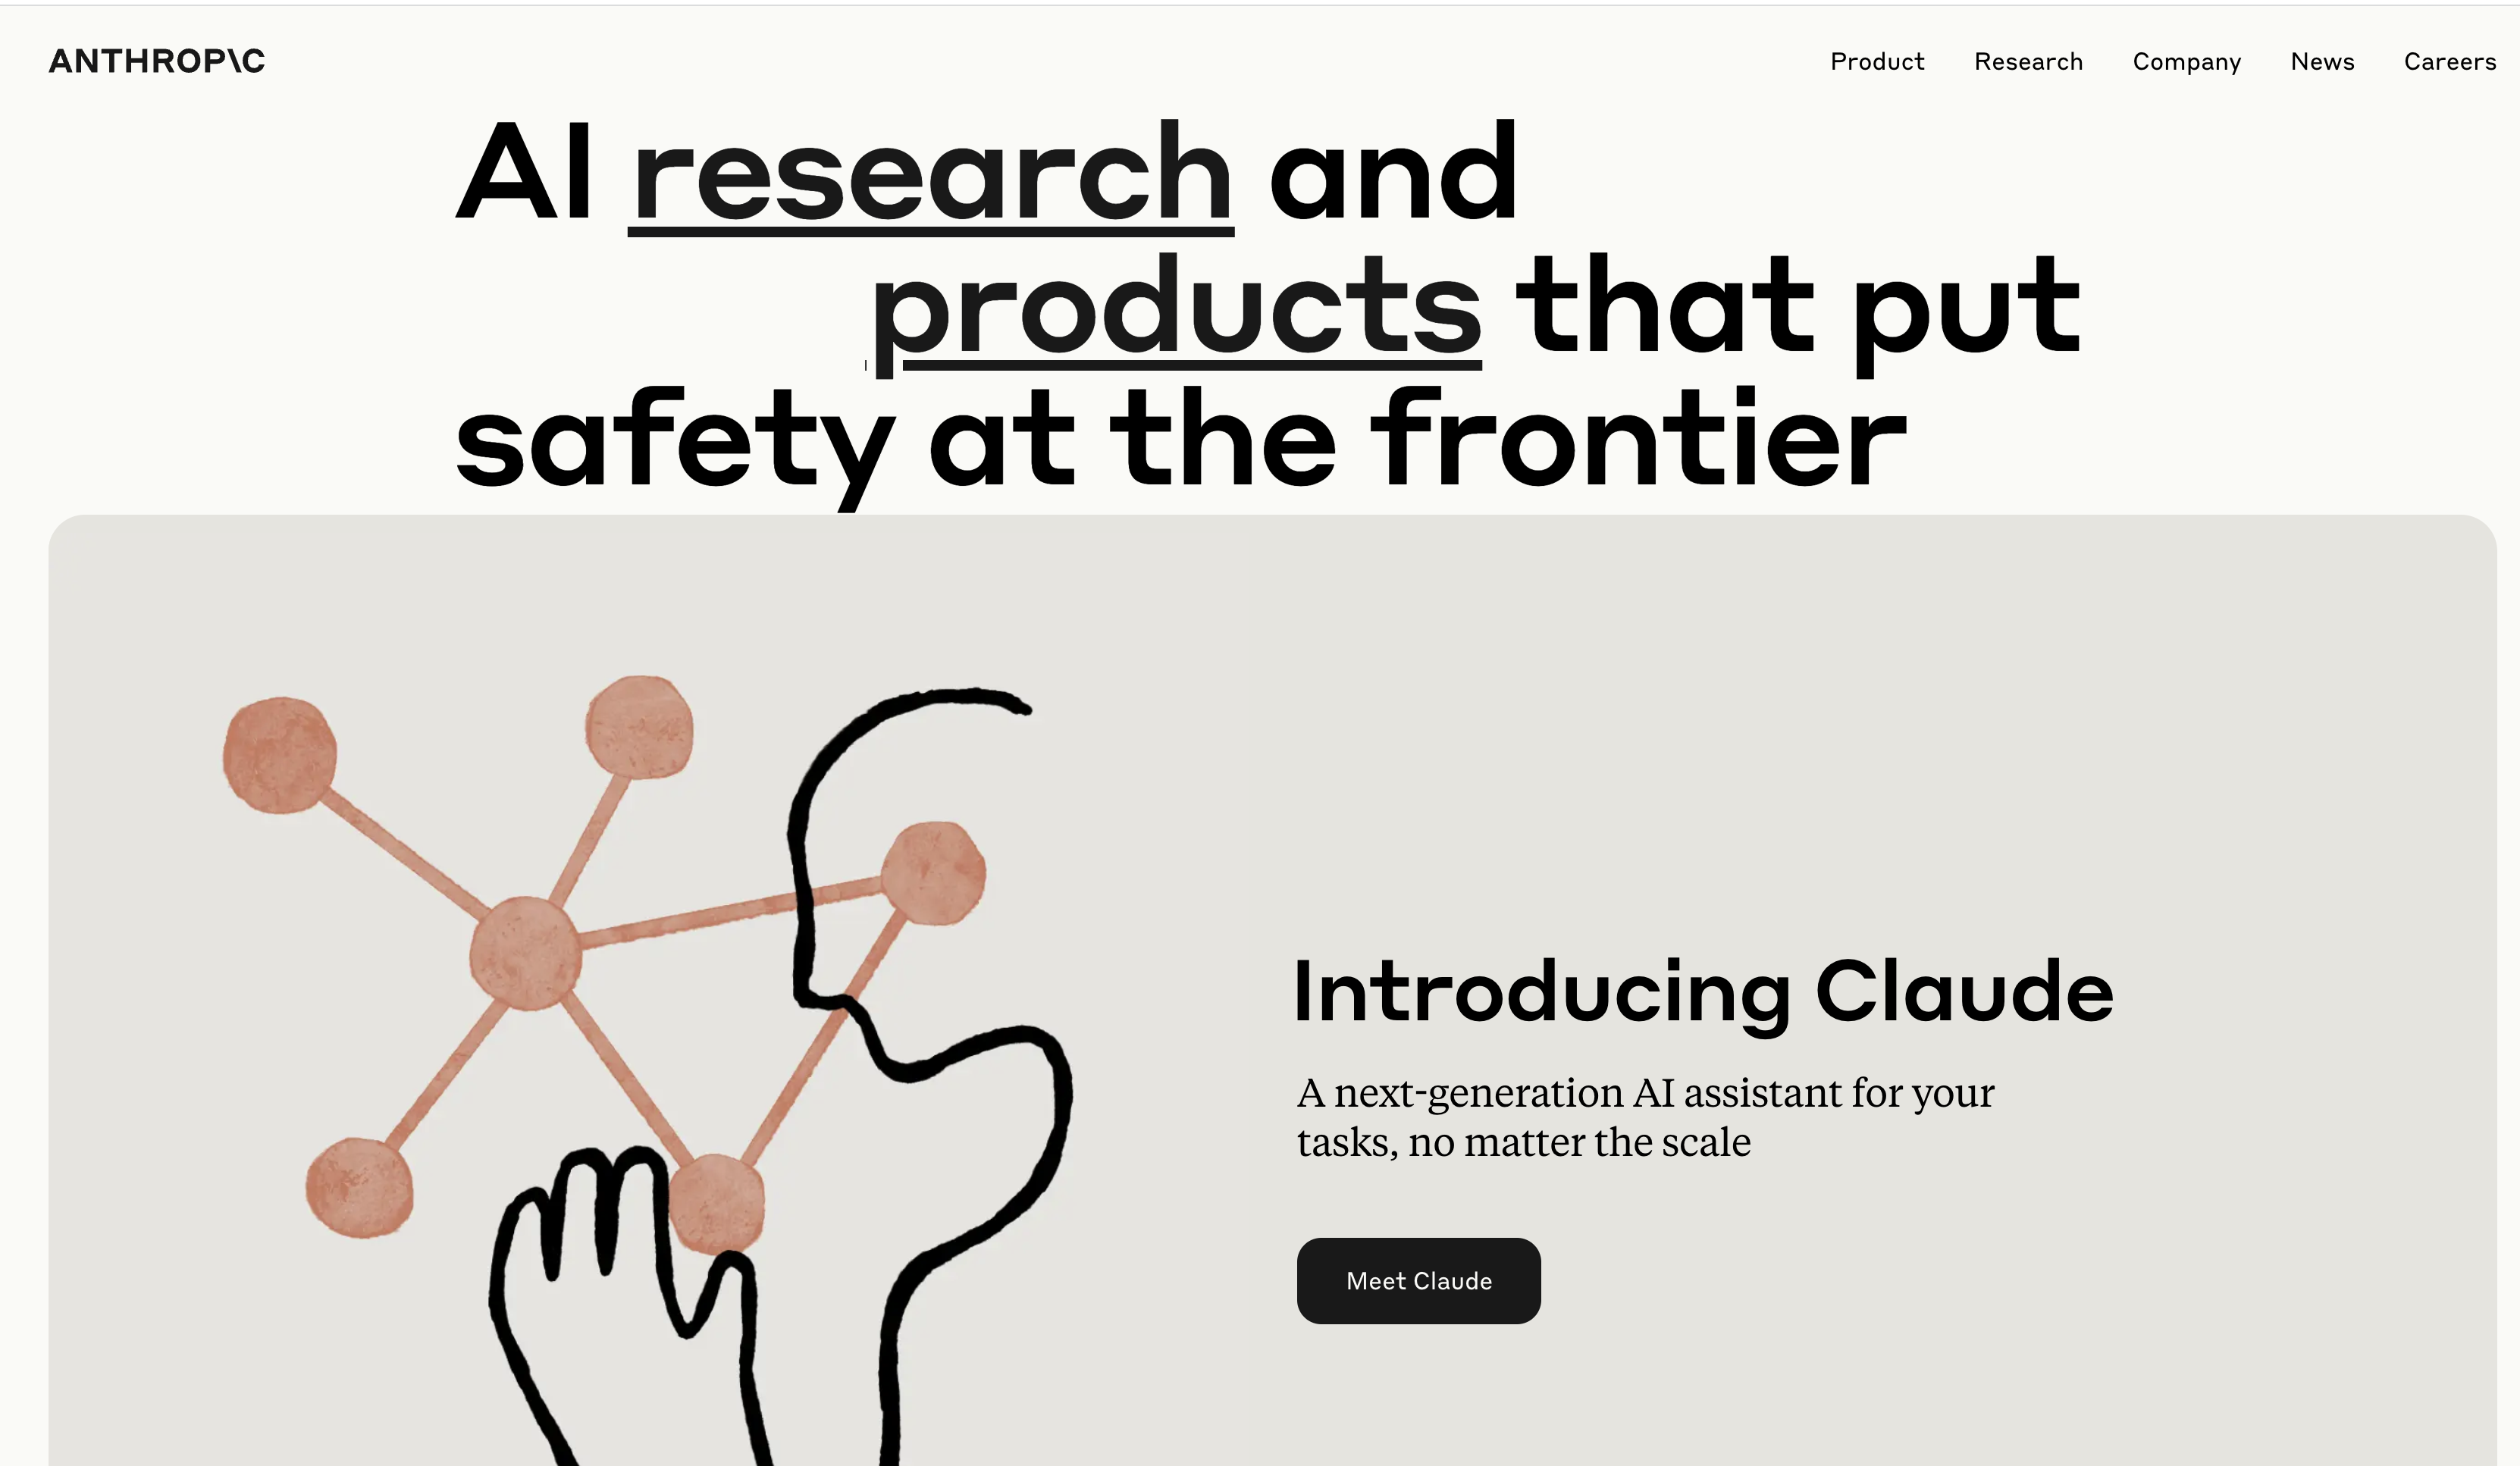 ANTHROP\C
Product Research Company News Careers
AI research and
products that put
safety at the frontier
Introducing Claude
A next-generation AI assistant for your
tasks, no matter the scale
Meet Claude